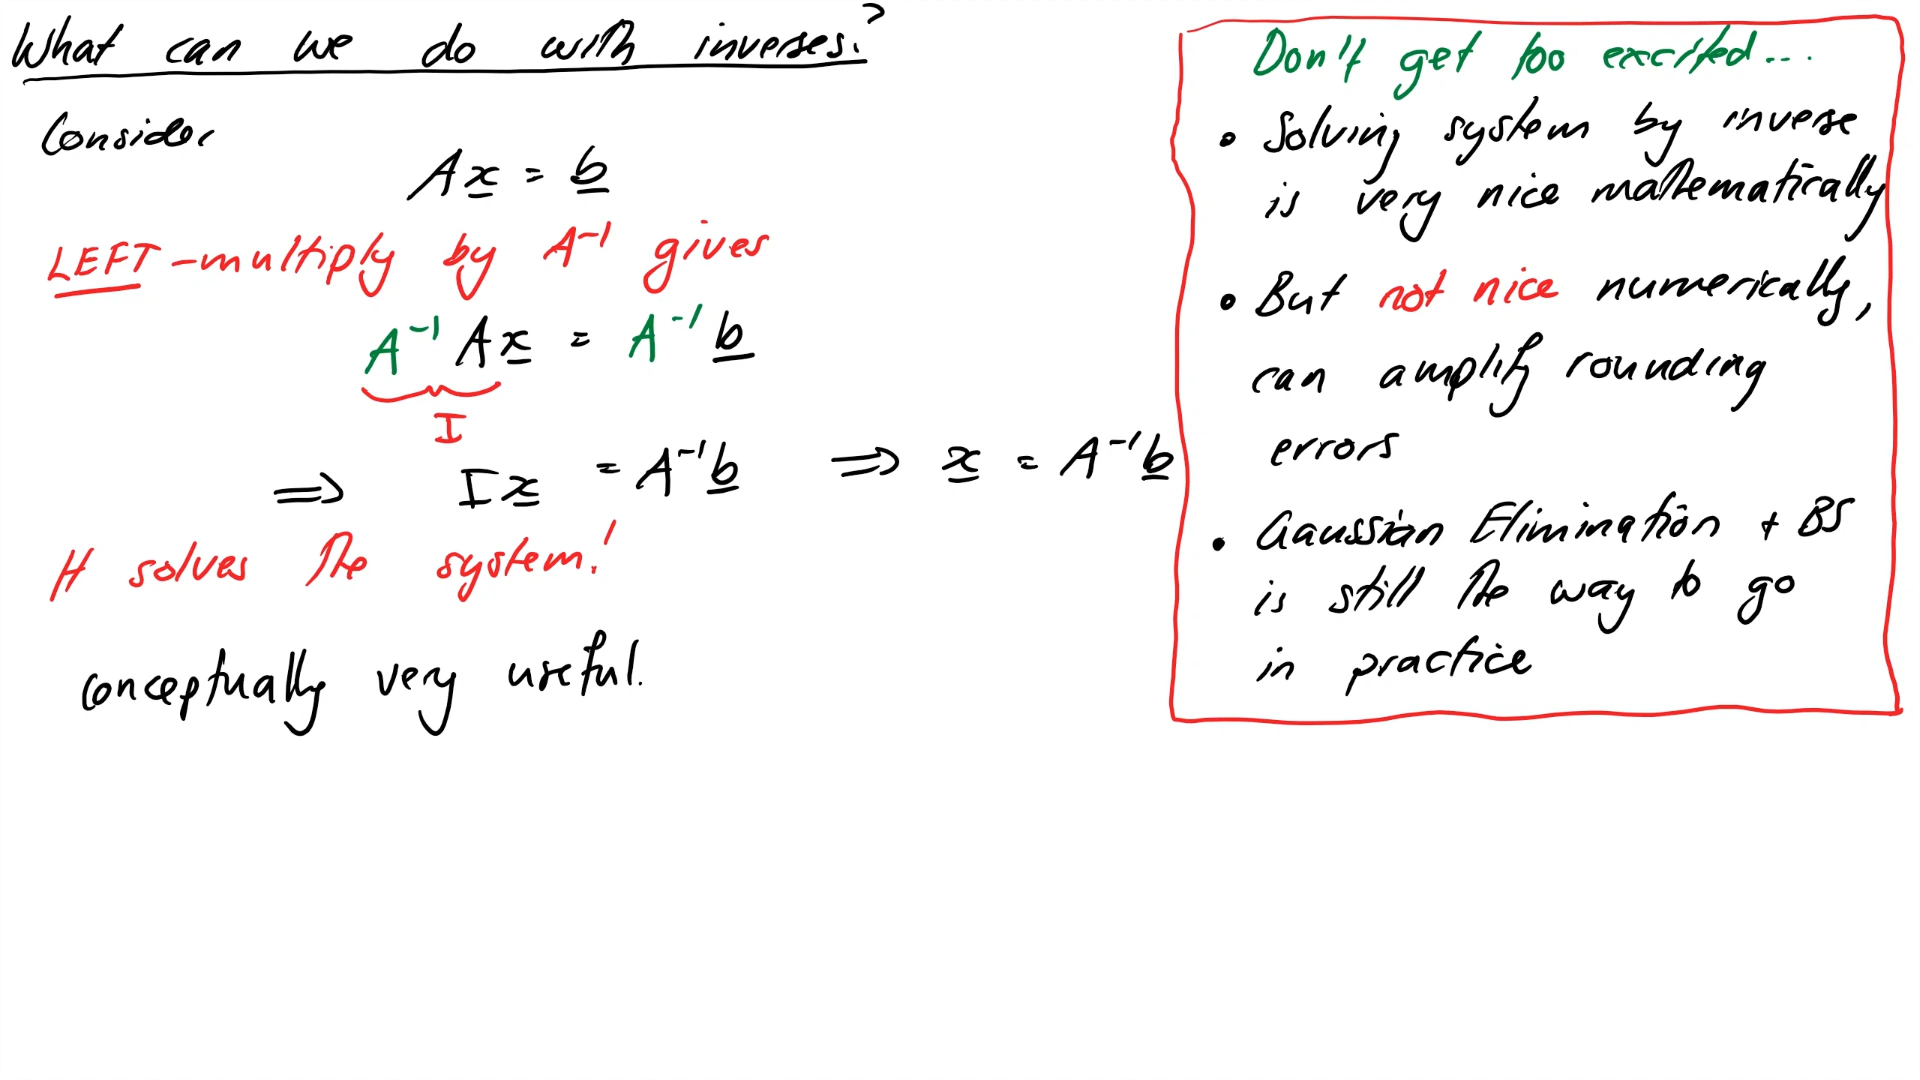 What can we do with inverses?
Consider
Ax = b
LEFT-multiply by A⁻¹ gives
A⁻¹Ax = A⁻¹b
I
⇒ Ix = A⁻¹b ⇒ x = A⁻¹b
It solves the system!
conceptually very useful.
Don't get too excited...
• Solving system by inverse
is very nice mathematically
• But not nice numerically,
can amplify rounding
errors
• Gaussian Elimination + BS
is still the way to go
in practice